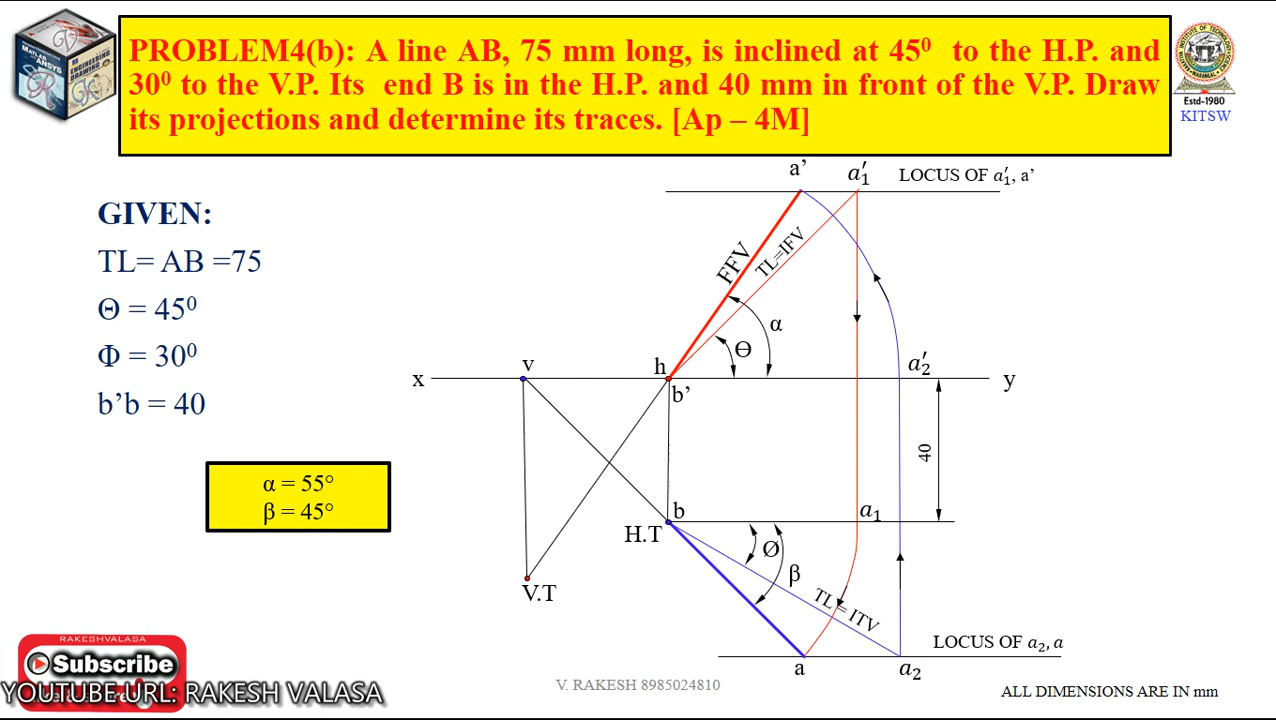 PROBLEM4(b): A line AB, 75 mm long, is inclined at 45⁰ to the H.P. and
30⁰ to the V.P. Its end B is in the H.P. and 40 mm in front of the V.P. Draw
its projections and determine its traces. [Ap – 4M]
Estd-1980
KITSW
GIVEN:
TL= AB =75
Θ = 45⁰
Φ = 30⁰
b’b = 40
α = 55°
β = 45°
a’
a₁′
LOCUS OF a₁′, a’
FFV
TL=IFV
α
Ɵ
x
v
h
b’
a₂′
y
40
b
H.T
a₁
Ø
β
V.T
TL = ITV
LOCUS OF a₂, a
a
a₂
RAKESHVALASA
Subscribe
YOUTUBE URL: RAKESH VALASA
V. RAKESH 8985024810
ALL DIMENSIONS ARE IN mm